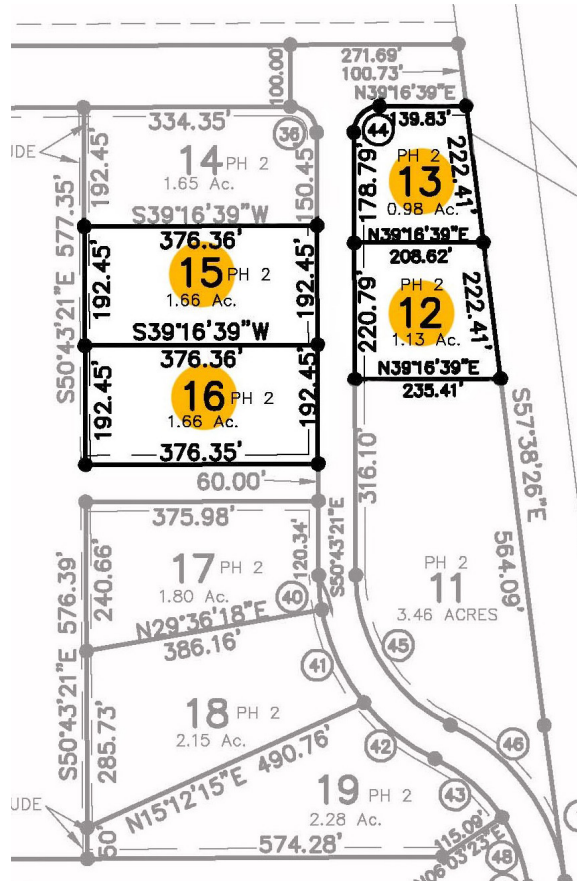 271.69'
100.73'
100.00'
N39°16'39"E
334.35'
36
44
139.83'
UDE
192.45'
14 PH 2
1.65 Ac.
150.45'
178.79'
PH 2
13
0.98 Ac.
222.41'
S39°16'39"W
376.36'
N39°16'39"E
208.62'
S50°43'21"E 577.35'
192.45'
15 PH 2
1.66 Ac.
192.45'
220.79'
PH 2
12
1.13 Ac.
222.41'
S39°16'39"W
376.36'
N39°16'39"E
235.41'
192.45'
16 PH 2
1.66 Ac.
192.45'
376.35'
60.00'
316.10'
S57°38'26"E
564.09'
375.98'
S50°43'21"E
120.34'
240.66'
17 PH 2
1.80 Ac.
PH 2
11
3.46 ACRES
40
N29°36'18"E
386.16'
S50°43'21"E 576.39'
41
45
18 PH 2
2.15 Ac.
285.73'
42
46
N15°12'15"E 490.76'
43
19 PH 2
2.28 Ac.
UDE
50'
574.28'
115.09'
N06°03'23"E
48